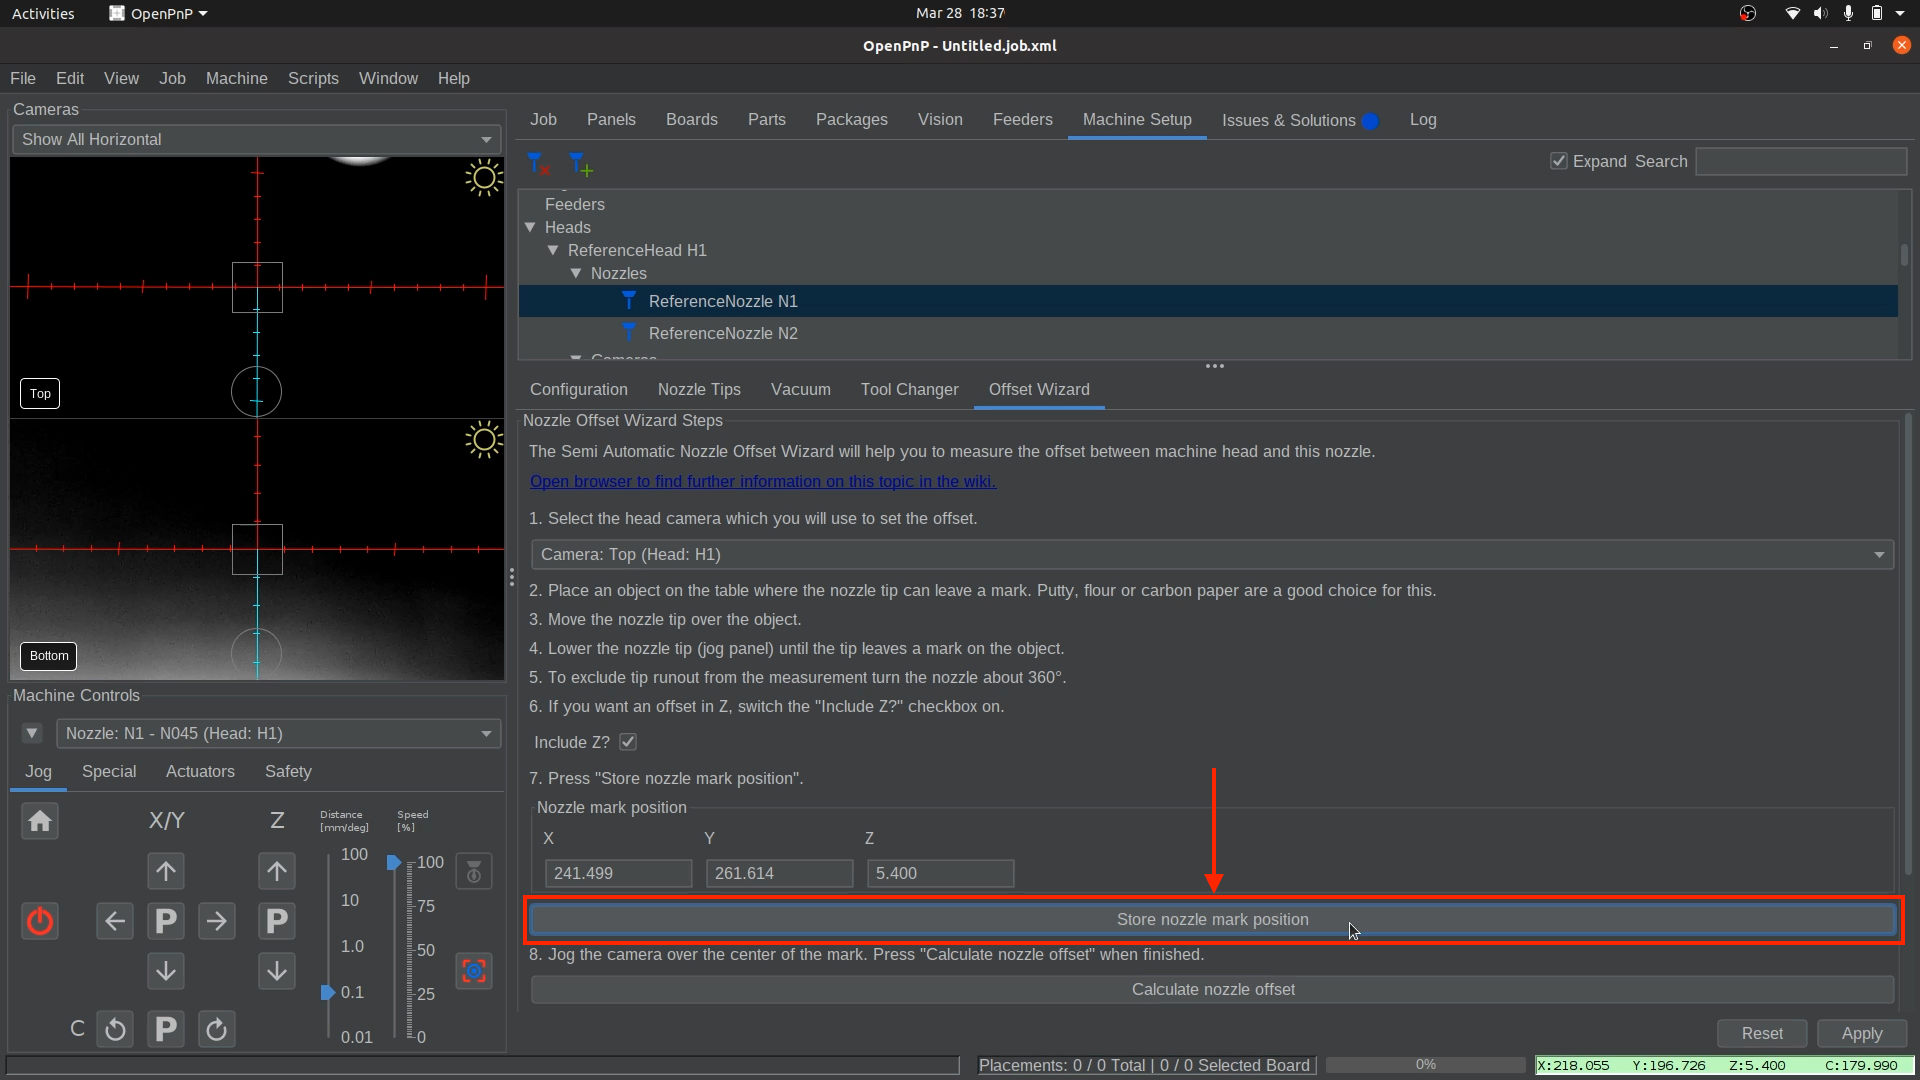 Activities OpenPnP Mar 28 18:37
OpenPnP - Untitled.job.xml
File Edit View Job Machine Scripts Window Help
Cameras
Show All Horizontal
Top
Bottom
Machine Controls
Nozzle: N1 - N045 (Head: H1)
Jog Special Actuators Safety
X/Y Z Distance [mm/deg] Speed [%]
100 100
10 75
P P
1.0 50
0.1 25
0.01 0
C P
Job Panels Boards Parts Packages Vision Feeders Machine Setup Issues & Solutions Log
Expand Search
Feeders
Heads
ReferenceHead H1
Nozzles
ReferenceNozzle N1
ReferenceNozzle N2
Cameras
Configuration Nozzle Tips Vacuum Tool Changer Offset Wizard
Nozzle Offset Wizard Steps
The Semi Automatic Nozzle Offset Wizard will help you to measure the offset between machine head and this nozzle.
Open browser to find further information on this topic in the wiki.
1. Select the head camera which you will use to set the offset.
Camera: Top (Head: H1)
2. Place an object on the table where the nozzle tip can leave a mark. Putty, flour or carbon paper are a good choice for this.
3. Move the nozzle tip over the object.
4. Lower the nozzle tip (jog panel) until the tip leaves a mark on the object.
5. To exclude tip runout from the measurement turn the nozzle about 360°.
6. If you want an offset in Z, switch the "Include Z?" checkbox on.
Include Z?
7. Press "Store nozzle mark position".
Nozzle mark position
X Y Z
241.499 261.614 5.400
Store nozzle mark position
8. Jog the camera over the center of the mark. Press "Calculate nozzle offset" when finished.
Calculate nozzle offset
Reset Apply
Placements: 0 / 0 Total | 0 / 0 Selected Board 0% X:218.055 Y:196.726 Z:5.400 C:179.990